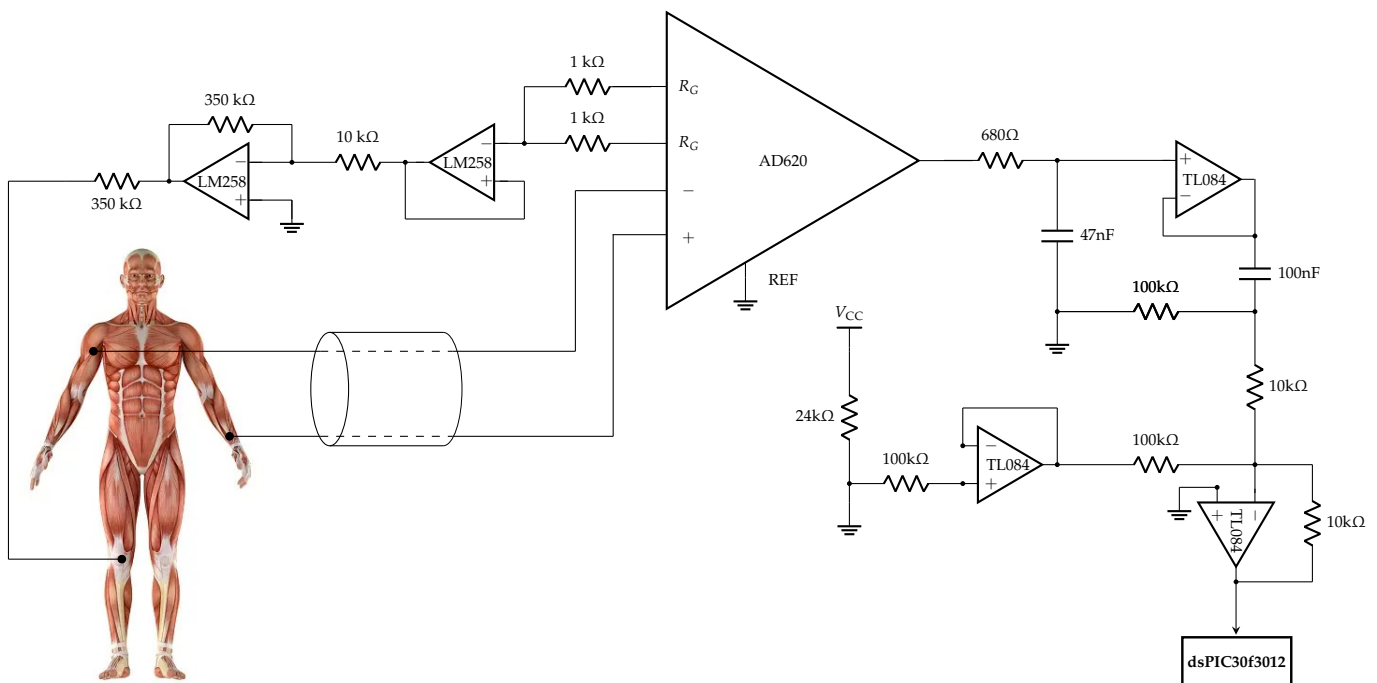 1 kΩ
R_G
350 kΩ
10 kΩ
1 kΩ
R_G
AD620
LM258
−
+
LM258
−
+
350 kΩ
−
+
REF
680Ω
+
TL084
−
47nF
100nF
100kΩ
V_CC
10kΩ
24kΩ
100kΩ
−
TL084
+
100kΩ
+
−
TL084
10kΩ
dsPIC30f3012